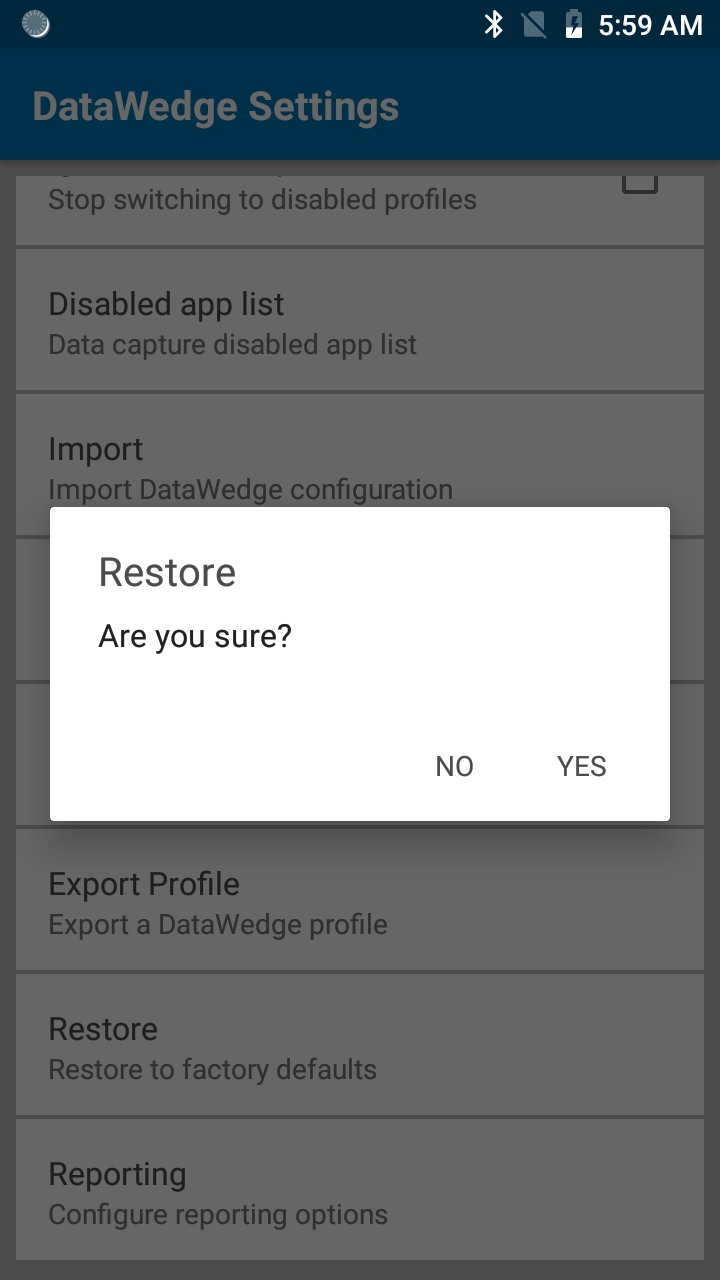 5:59 AM
DataWedge Settings
Stop switching to disabled profiles
Disabled app list
Data capture disabled app list
Import
Import DataWedge configuration
Restore
Are you sure?
NO YES
Export Profile
Export a DataWedge profile
Restore
Restore to factory defaults
Reporting
Configure reporting options